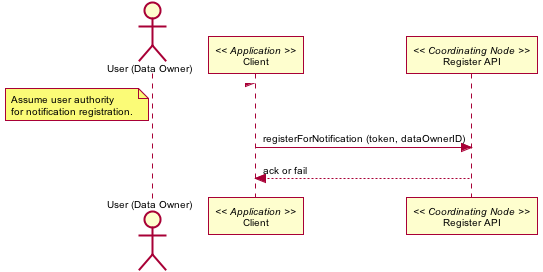 << Application >>
Client
<< Coordinating Node >>
Register API
User (Data Owner)
Assume user authority
for notification registration.
registerForNotification (token, dataOwnerID)
ack or fail
User (Data Owner)
<< Application >>
Client
<< Coordinating Node >>
Register API